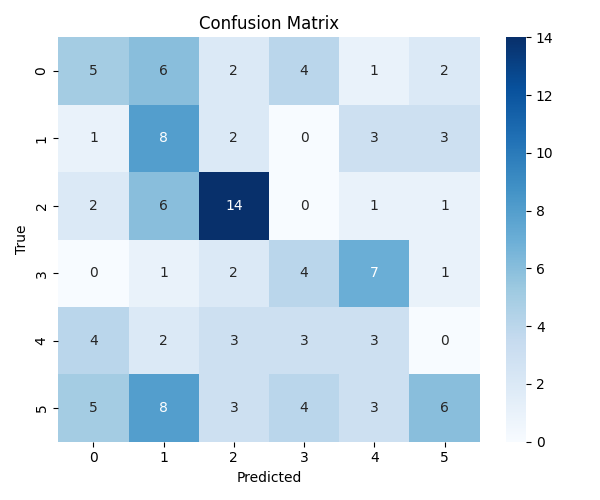 Confusion Matrix
True
0 5 6 2 4 1 2
1 1 8 2 0 3 3
2 2 6 14 0 1 1
3 0 1 2 4 7 1
4 4 2 3 3 3 0
5 5 8 3 4 3 6
0 1 2 3 4 5
Predicted
14
12
10
8
6
4
2
0